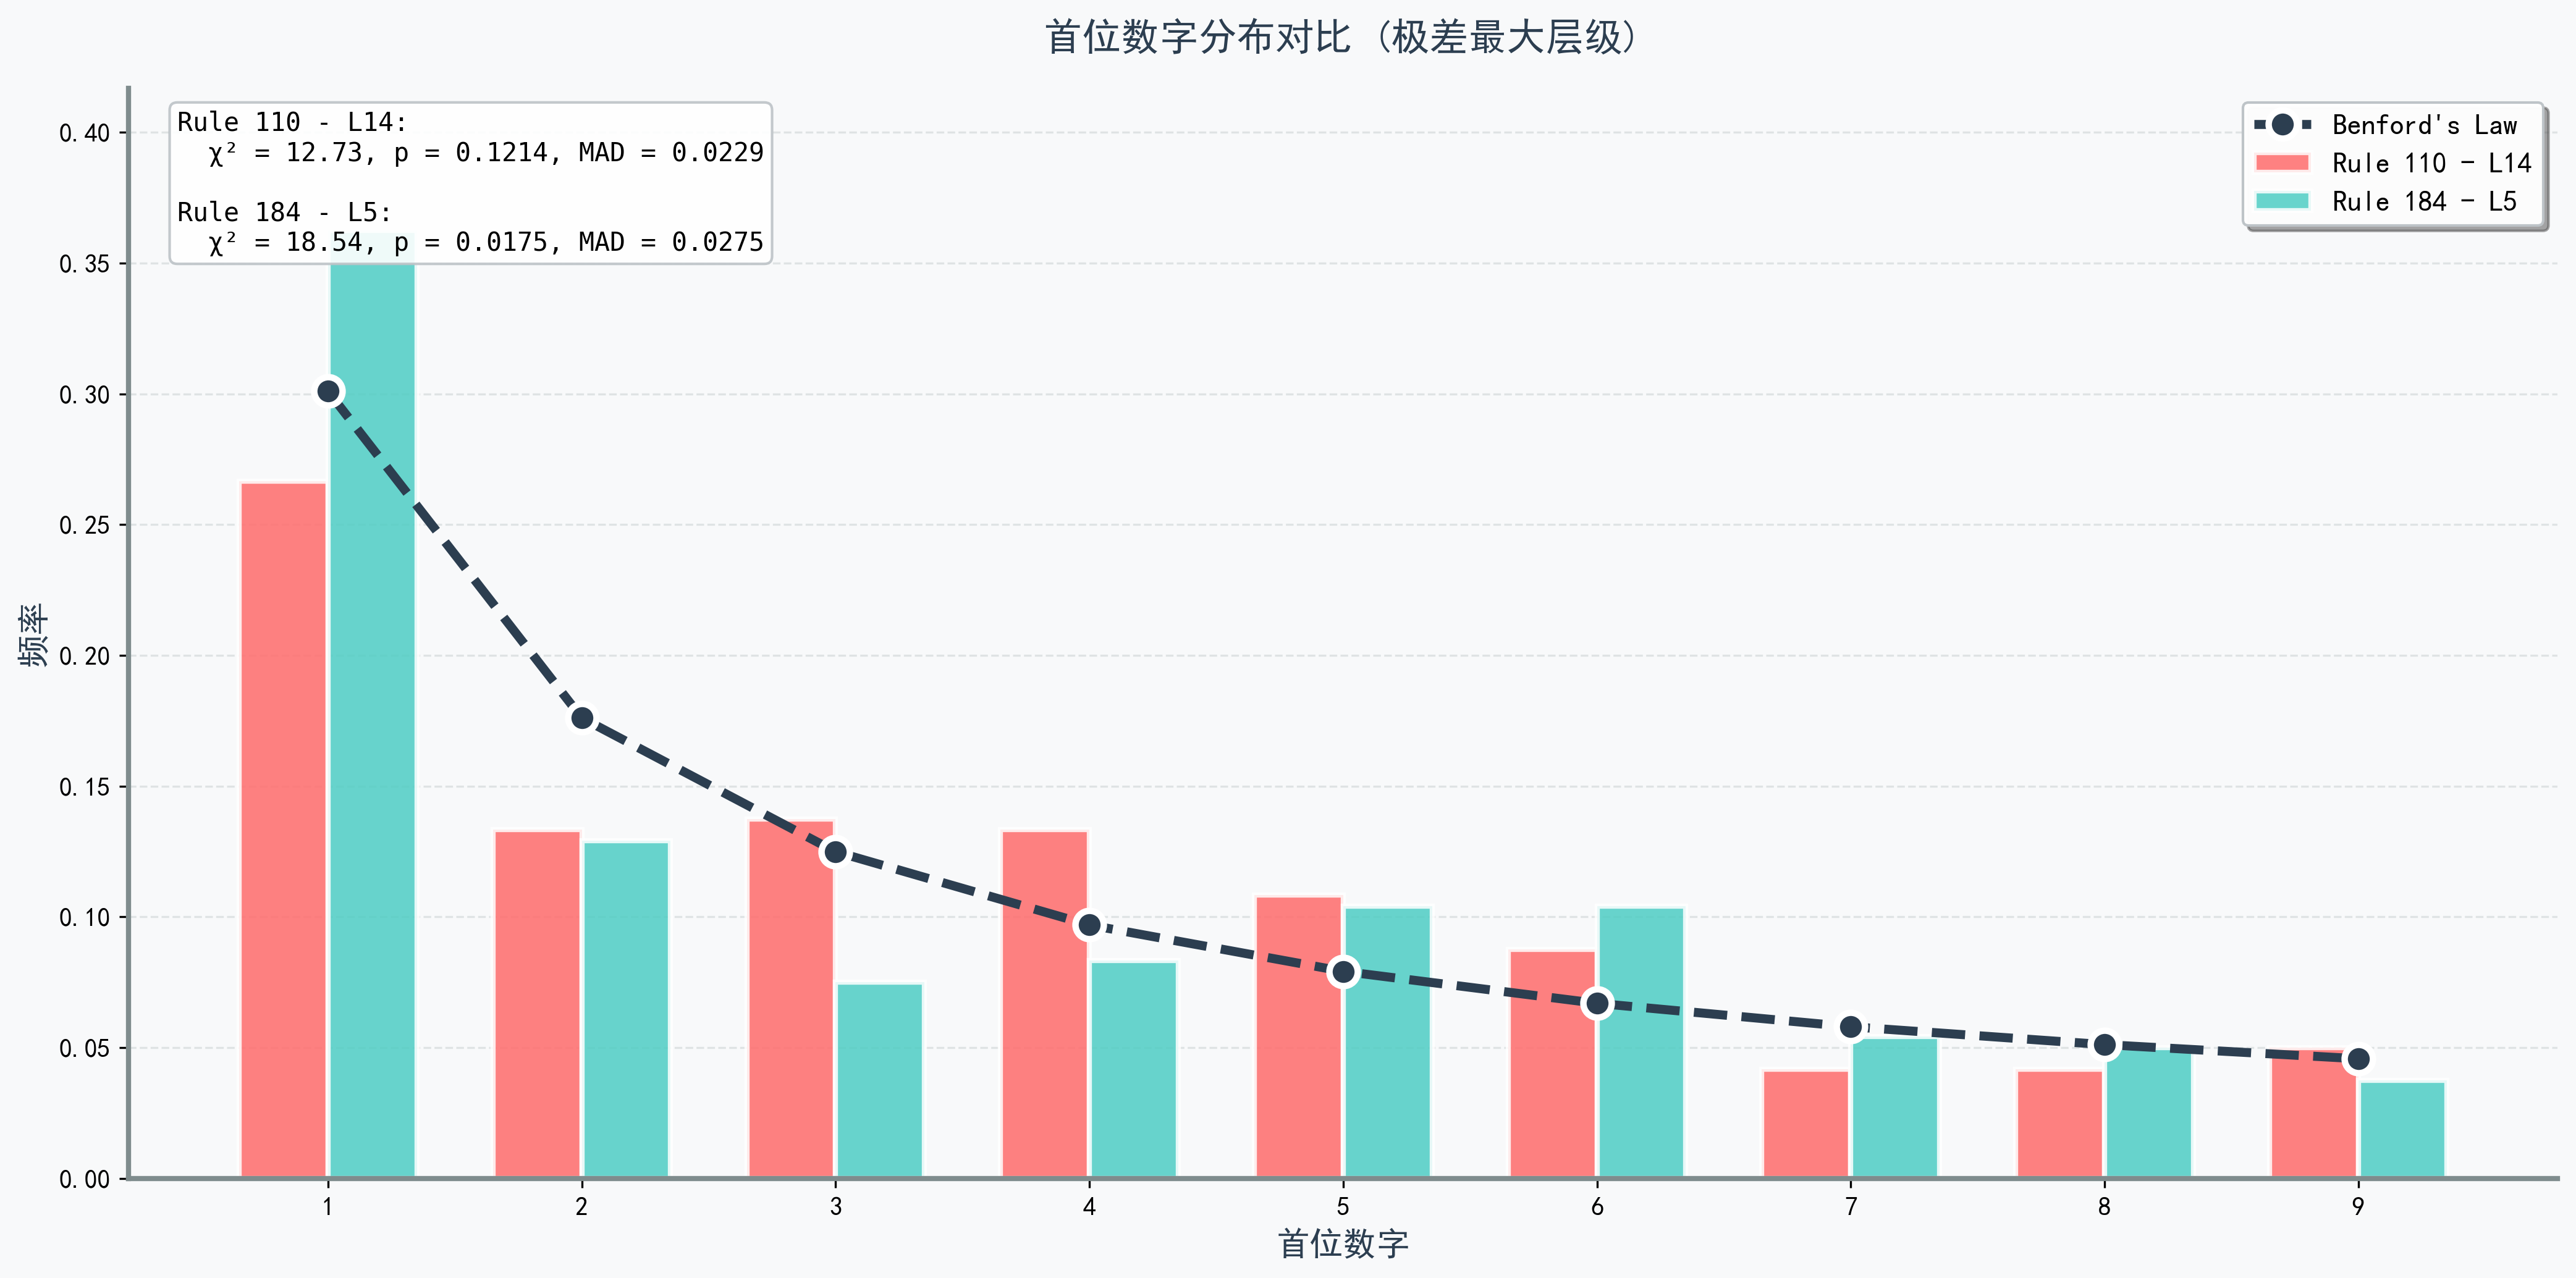 首位数字分布对比 (极差最大层级)
Rule 110 - L14:
χ² = 12.73, p = 0.1214, MAD = 0.0229
Rule 184 - L5:
χ² = 18.54, p = 0.0175, MAD = 0.0275
Benford's Law
Rule 110 - L14
Rule 184 - L5
频率
0.40
0.35
0.30
0.25
0.20
0.15
0.10
0.05
0.00
1 2 3 4 5 6 7 8 9
首位数字